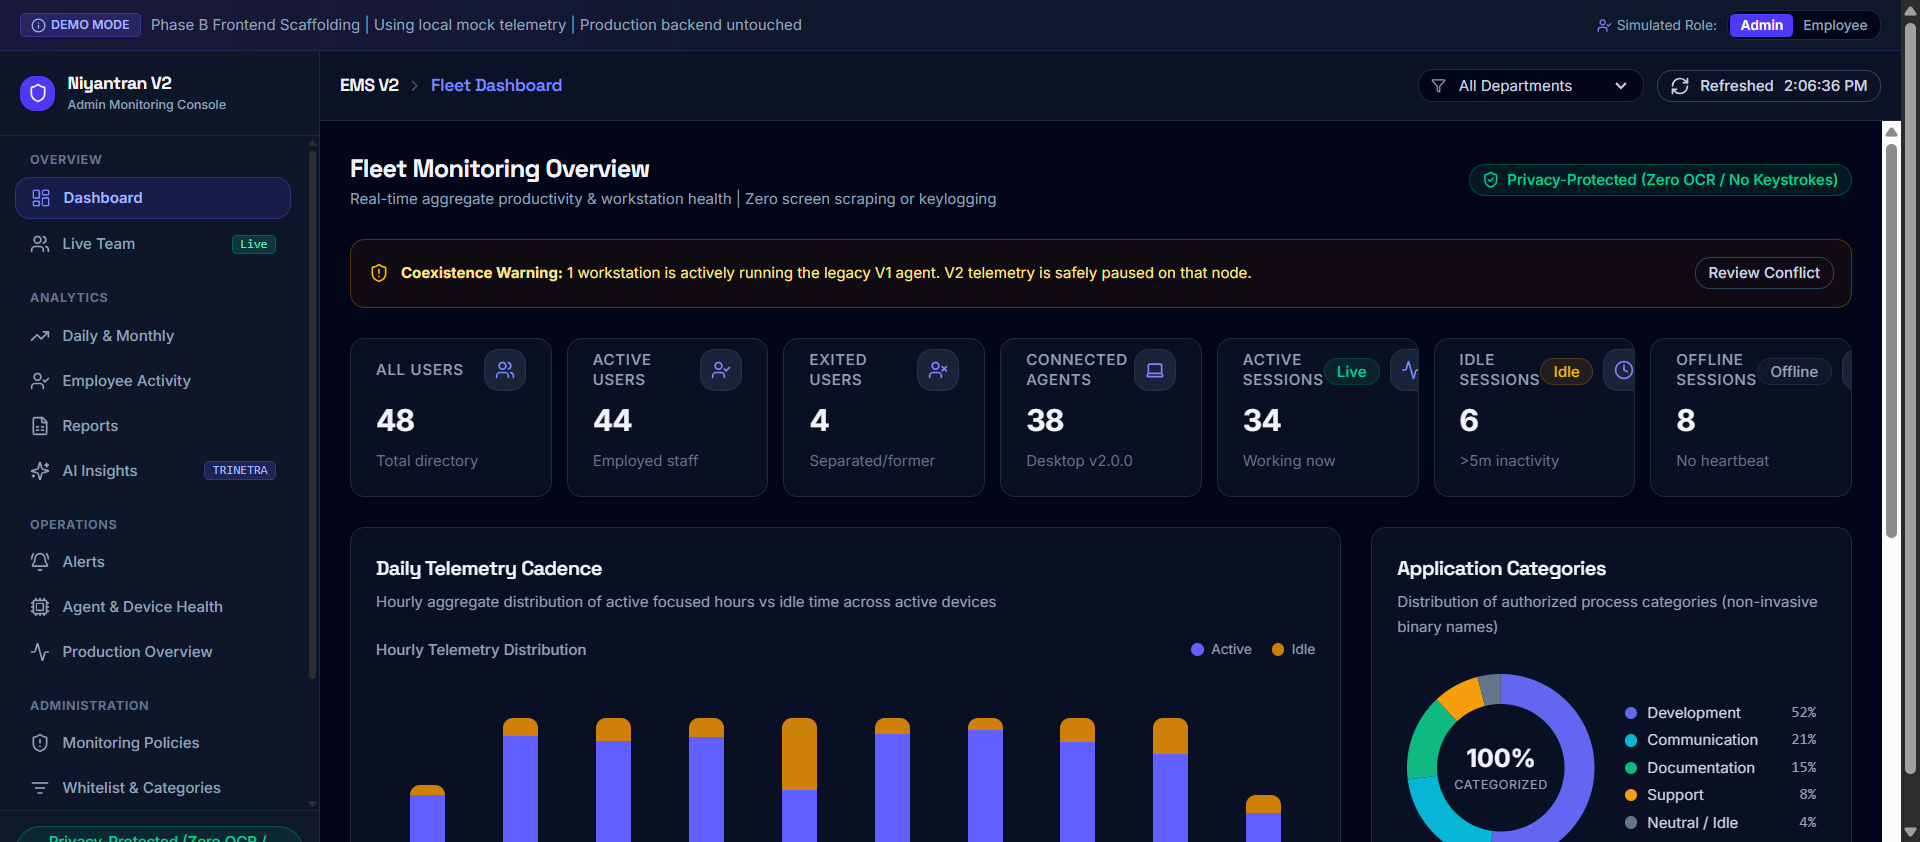 DEMO MODE
Phase B Frontend Scaffolding | Using local mock telemetry | Production backend untouched
Simulated Role:
Admin
Employee
Niyantran V2
Admin Monitoring Console
EMS V2
Fleet Dashboard
All Departments
Refreshed 2:06:36 PM
OVERVIEW
Dashboard
Live Team
Live
ANALYTICS
Daily & Monthly
Employee Activity
Reports
AI Insights
TRINETRA
OPERATIONS
Alerts
Agent & Device Health
Production Overview
ADMINISTRATION
Monitoring Policies
Whitelist & Categories
Privacy-Protected (Zero OCR /
Fleet Monitoring Overview
Real-time aggregate productivity & workstation health | Zero screen scraping or keylogging
Privacy-Protected (Zero OCR / No Keystrokes)
Coexistence Warning: 1 workstation is actively running the legacy V1 agent. V2 telemetry is safely paused on that node.
Review Conflict
ALL USERS
48
Total directory
ACTIVE
USERS
44
Employed staff
EXITED
USERS
4
Separated/former
CONNECTED
AGENTS
38
Desktop v2.0.0
ACTIVE
SESSIONS
Live
34
Working now
IDLE
SESSIONS
Idle
6
>5m inactivity
OFFLINE
SESSIONS
Offline
8
No heartbeat
Daily Telemetry Cadence
Hourly aggregate distribution of active focused hours vs idle time across active devices
Hourly Telemetry Distribution
Active
Idle
Application Categories
Distribution of authorized process categories (non-invasive
binary names)
100%
CATEGORIZED
Development 52%
Communication 21%
Documentation 15%
Support 8%
Neutral / Idle 4%